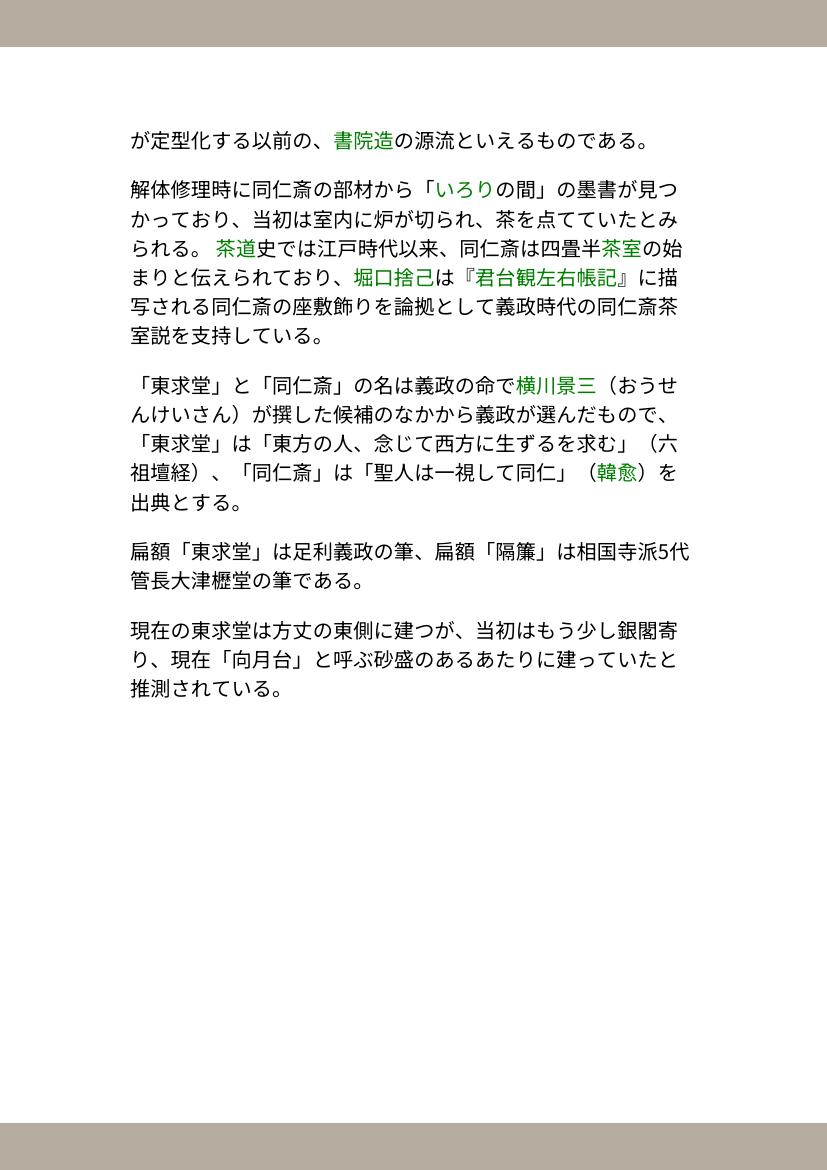 が定型化する以前の、書院造の源流といえるものである。
解体修理時に同仁斎の部材から「いろりの間」の墨書が見つ
かっており、当初は室内に炉が切られ、茶を点てていたとみ
られる。 茶道史では江戸時代以来、同仁斎は四畳半茶室の始
まりと伝えられており、堀口捨己は『君台観左右帳記』に描
写される同仁斎の座敷飾りを論拠として義政時代の同仁斎茶
室説を支持している。
「東求堂」と「同仁斎」の名は義政の命で横川景三（おうせ
んけいさん）が撰した候補のなかから義政が選んだもので、
「東求堂」は「東方の人、念じて西方に生ずるを求む」（六
祖壇経）、「同仁斎」は「聖人は一視して同仁」（韓愈）を
出典とする。
扁額「東求堂」は足利義政の筆、扁額「隔簾」は相国寺派5代
管長大津櫪堂の筆である。
現在の東求堂は方丈の東側に建つが、当初はもう少し銀閣寄
り、現在「向月台」と呼ぶ砂盛のあるあたりに建っていたと
推測されている。